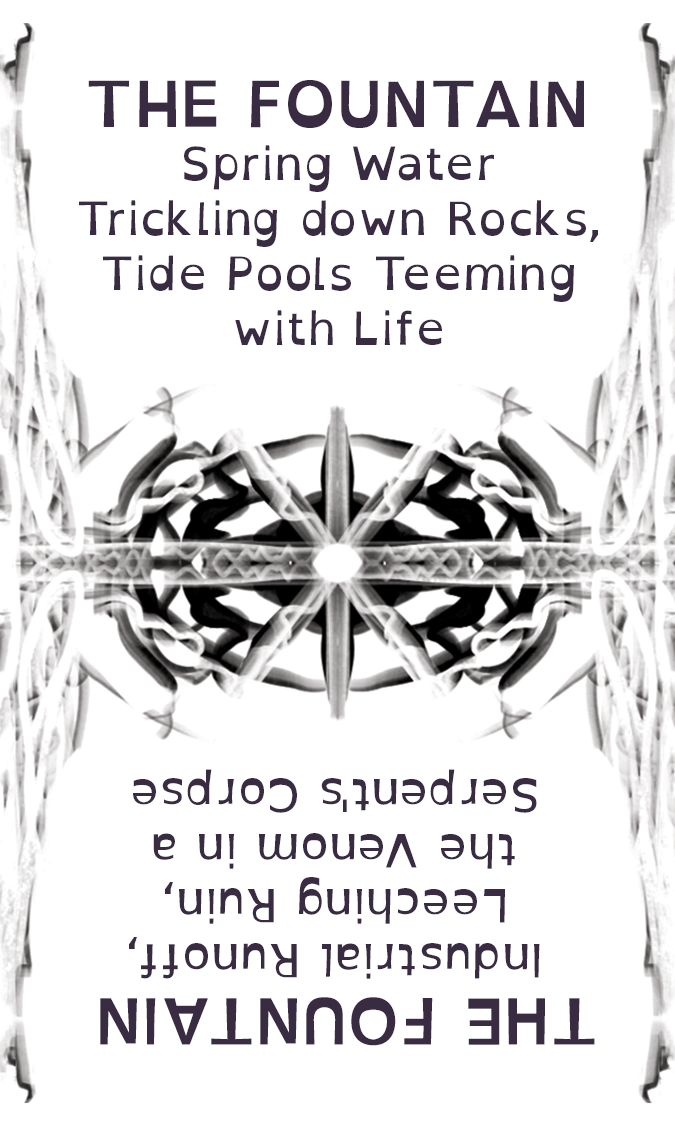 THE FOUNTAIN
Spring Water
Trickling down Rocks,
Tide Pools Teeming
with Life
THE FOUNTAIN
Industrial Runoff,
Leeching Ruin,
the Venom in a
Serpent's Corpse